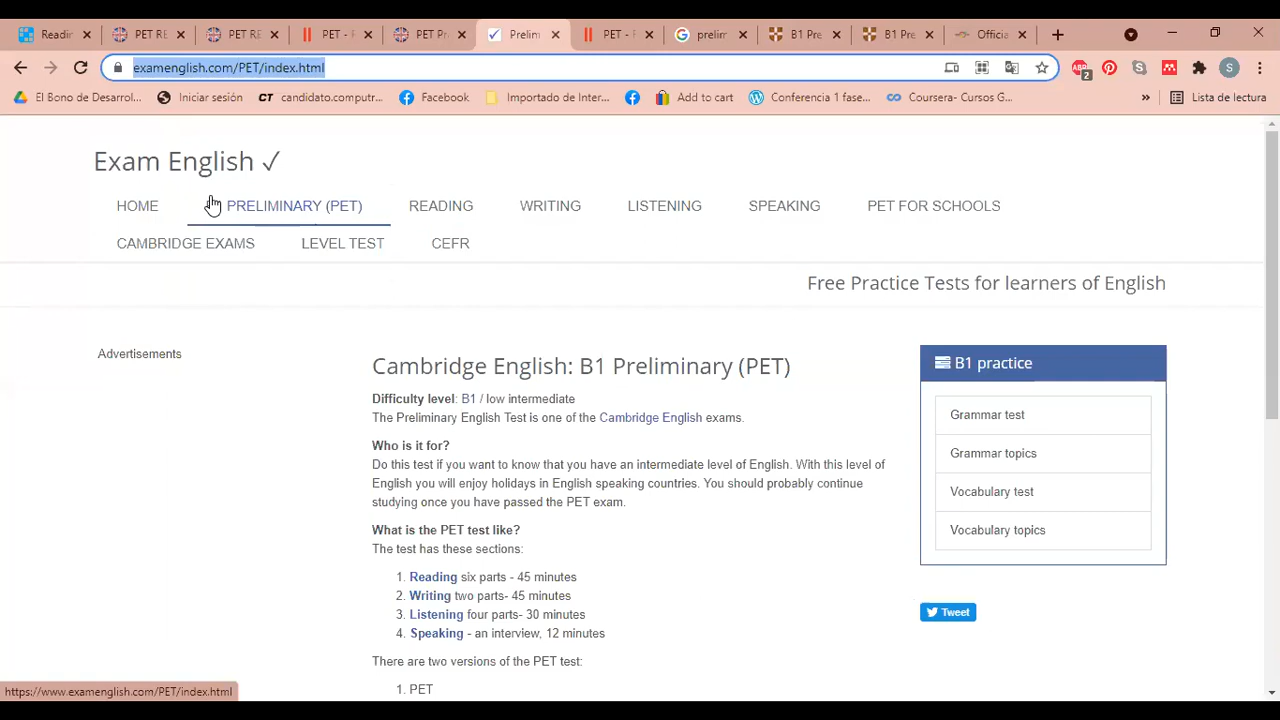 Readin PET RE PET RE PET - F PET Pr Prelim PET - F prelim B1 Pre B1 Pre Officia
examenglish.com/PET/index.html
El Bono de Desarrol... Iniciar sesión candidato.computr... Facebook Importado de Inter... Add to cart Conferencia 1 fase... Coursera- Cursos G... » Lista de lectura
Exam English ✓
HOME PRELIMINARY (PET) READING WRITING LISTENING SPEAKING PET FOR SCHOOLS
CAMBRIDGE EXAMS LEVEL TEST CEFR
Free Practice Tests for learners of English
Advertisements
Cambridge English: B1 Preliminary (PET)
Difficulty level: B1 / low intermediate
The Preliminary English Test is one of the Cambridge English exams.
Who is it for?
Do this test if you want to know that you have an intermediate level of English. With this level of
English you will enjoy holidays in English speaking countries. You should probably continue
studying once you have passed the PET exam.
What is the PET test like?
The test has these sections:
1. Reading six parts - 45 minutes
2. Writing two parts- 45 minutes
3. Listening four parts- 30 minutes
4. Speaking - an interview, 12 minutes
There are two versions of the PET test:
1. PET
B1 practice
Grammar test
Grammar topics
Vocabulary test
Vocabulary topics
Tweet
https://www.examenglish.com/PET/index.html